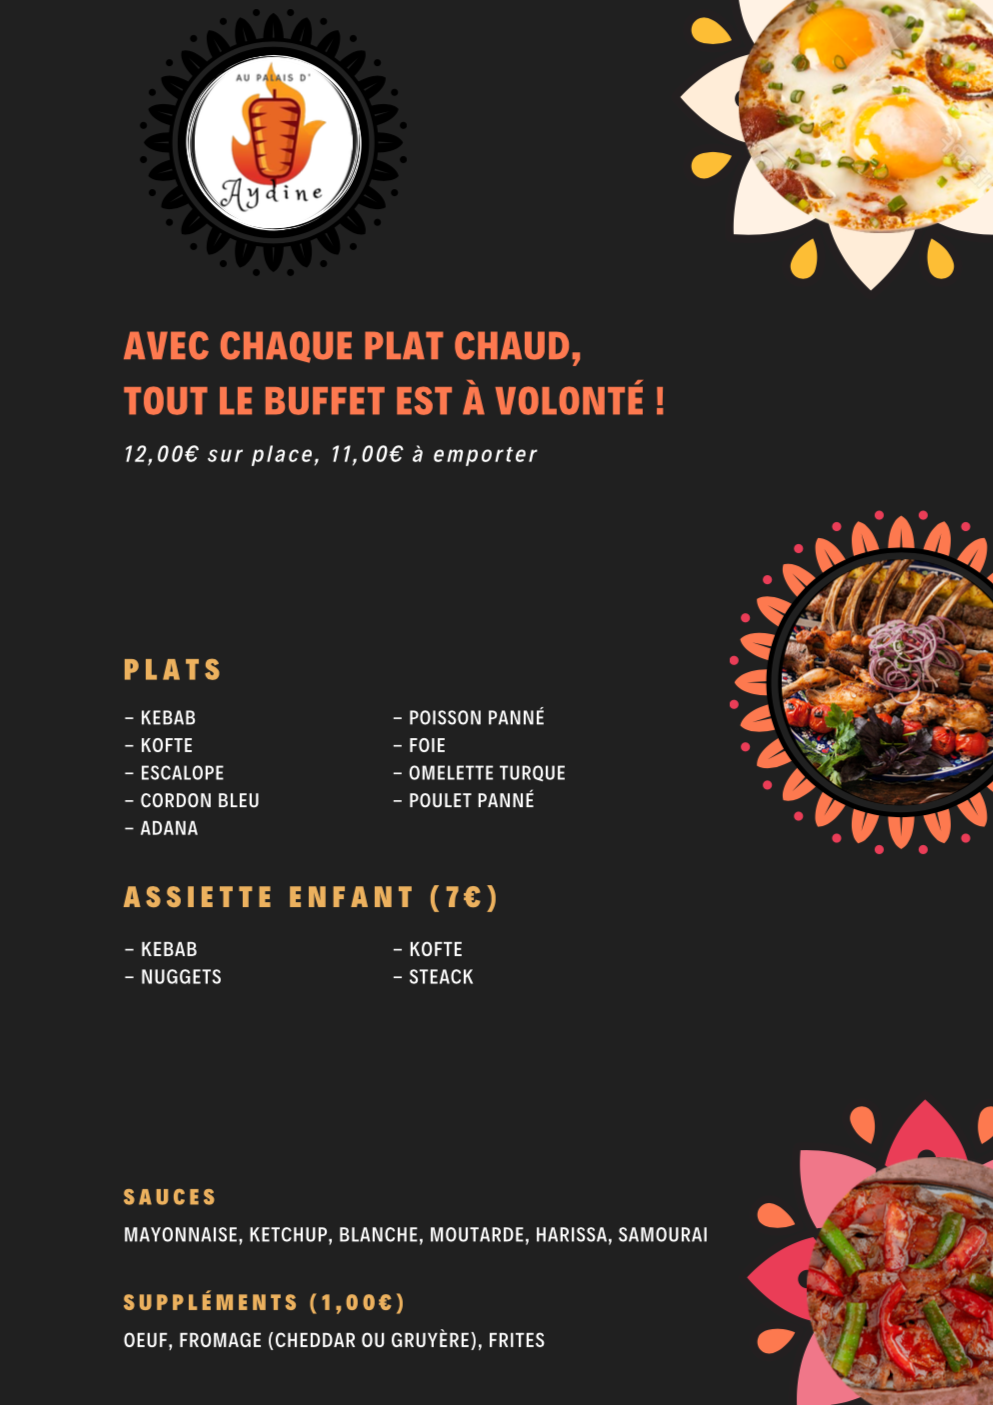 AU PALAIS D'
Aydine
AVEC CHAQUE PLAT CHAUD,
TOUT LE BUFFET EST À VOLONTÉ !
12,00€ sur place, 11,00€ à emporter
PLATS
– KEBAB
– KOFTE
– ESCALOPE
– CORDON BLEU
– ADANA
– POISSON PANNÉ
– FOIE
– OMELETTE TURQUE
– POULET PANNÉ
ASSIETTE ENFANT (7€)
– KEBAB
– NUGGETS
– KOFTE
– STEACK
SAUCES
MAYONNAISE, KETCHUP, BLANCHE, MOUTARDE, HARISSA, SAMOURAI
SUPPLÉMENTS (1,00€)
OEUF, FROMAGE (CHEDDAR OU GRUYÈRE), FRITES